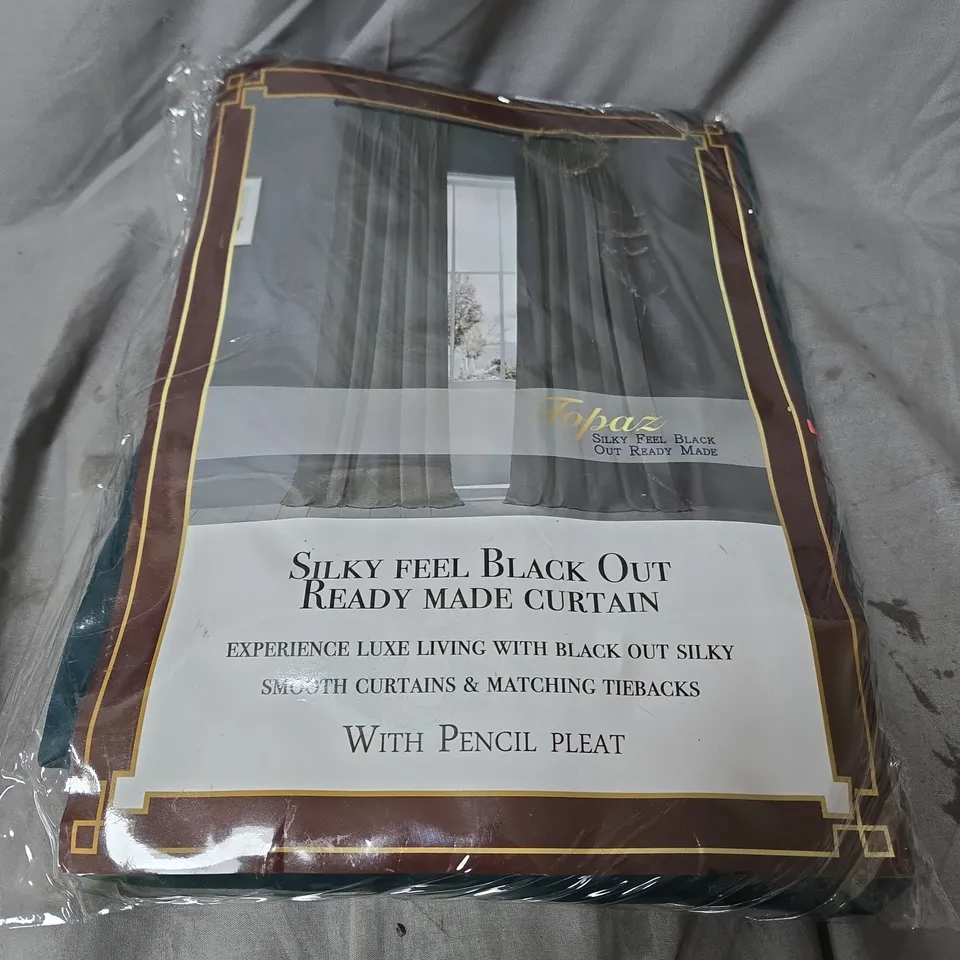 Topaz
Silky Feel Black
Out Ready Made
Silky feel Black Out
Ready made curtain
EXPERIENCE LUXE LIVING WITH BLACK OUT SILKY
SMOOTH CURTAINS & MATCHING TIEBACKS
With Pencil pleat